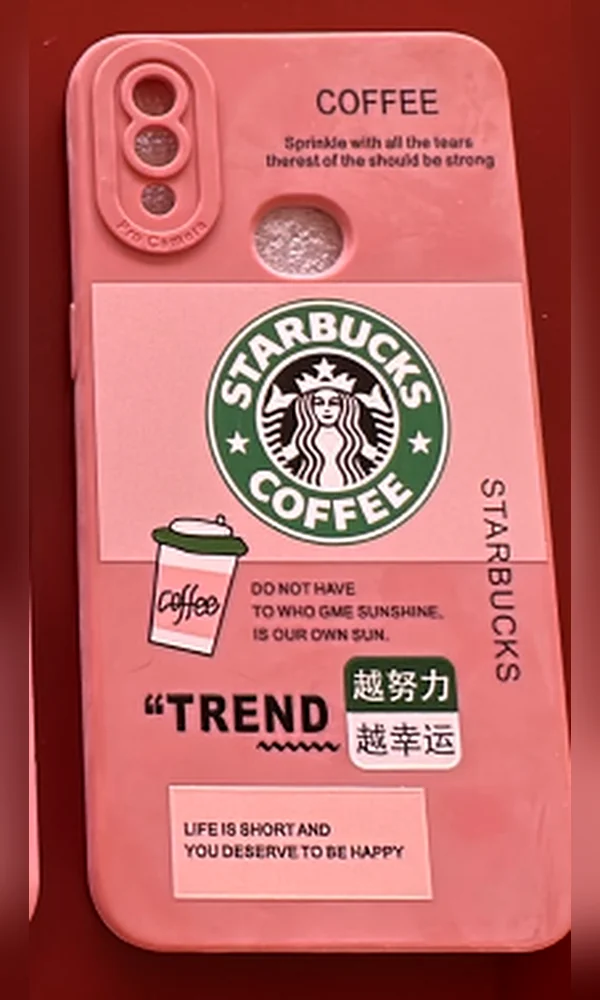 COFFEE
Sprinkle with all the tears
therest of the should be strong
Pro Camera
STARBUCKS
COFFEE
STARBUCKS
coffee
DO NOT HAVE
TO WHO GME SUNSHINE,
IS OUR OWN SUN.
“TREND
越努力
越幸运
LIFE IS SHORT AND
YOU DESERVE TO BE HAPPY